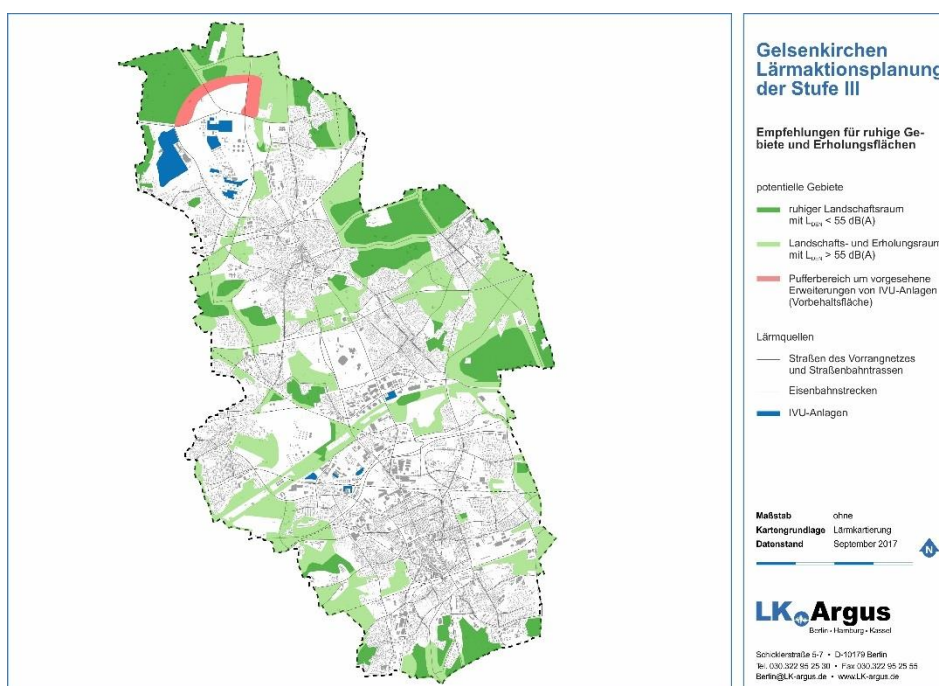 Gelsenkirchen
Lärmaktionsplanung
der Stufe III
Empfehlungen für ruhige Ge-
biete und Erholungsflächen
potentielle Gebiete
ruhiger Landschaftsraum
mit LDEN < 55 dB(A)
Landschafts- und Erholungsraum
mit LDEN > 55 dB(A)
Pufferbereich um vorgesehene
Erweiterungen von IVU-Anlagen
(Vorbehaltsfläche)
Lärmquellen
Straßen des Vorrangnetzes
und Straßenbahntrassen
Eisenbahnstrecken
IVU-Anlagen
Maßstab ohne
Kartengrundlage Lärmkartierung
Datenstand September 2017
N
LK Argus
Berlin • Hamburg • Kassel
Schicklerstraße 5-7 • D-10179 Berlin
Tel. 030.322 95 25 30 • Fax 030.322 95 25 55
Berlin@LK-argus.de • www.LK-argus.de